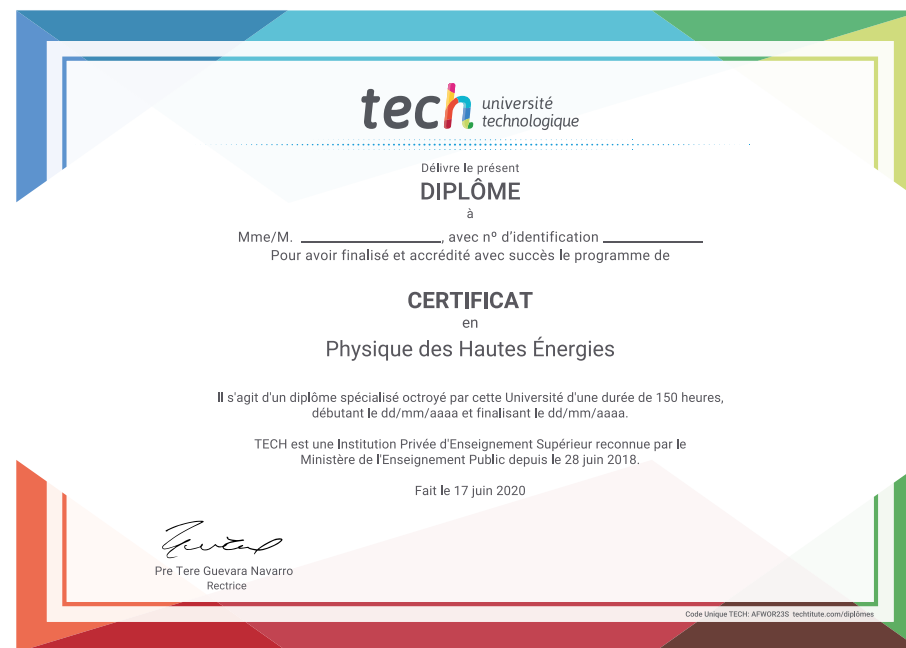 tech université
technologique
Délivre le présent
DIPLÔME
à
Mme/M. ____________________, avec nº d'identification ______________
Pour avoir finalisé et accrédité avec succès le programme de
CERTIFICAT
en
Physique des Hautes Énergies
Il s'agit d'un diplôme spécialisé octroyé par cette Université d'une durée de 150 heures,
débutant le dd/mm/aaaa et finalisant le dd/mm/aaaa.
TECH est une Institution Privée d'Enseignement Supérieur reconnue par le
Ministère de l'Enseignement Public depuis le 28 juin 2018.
Fait le 17 juin 2020
Pre Tere Guevara Navarro
Rectrice
Code Unique TECH: AFWOR23S techtitute.com/diplômes